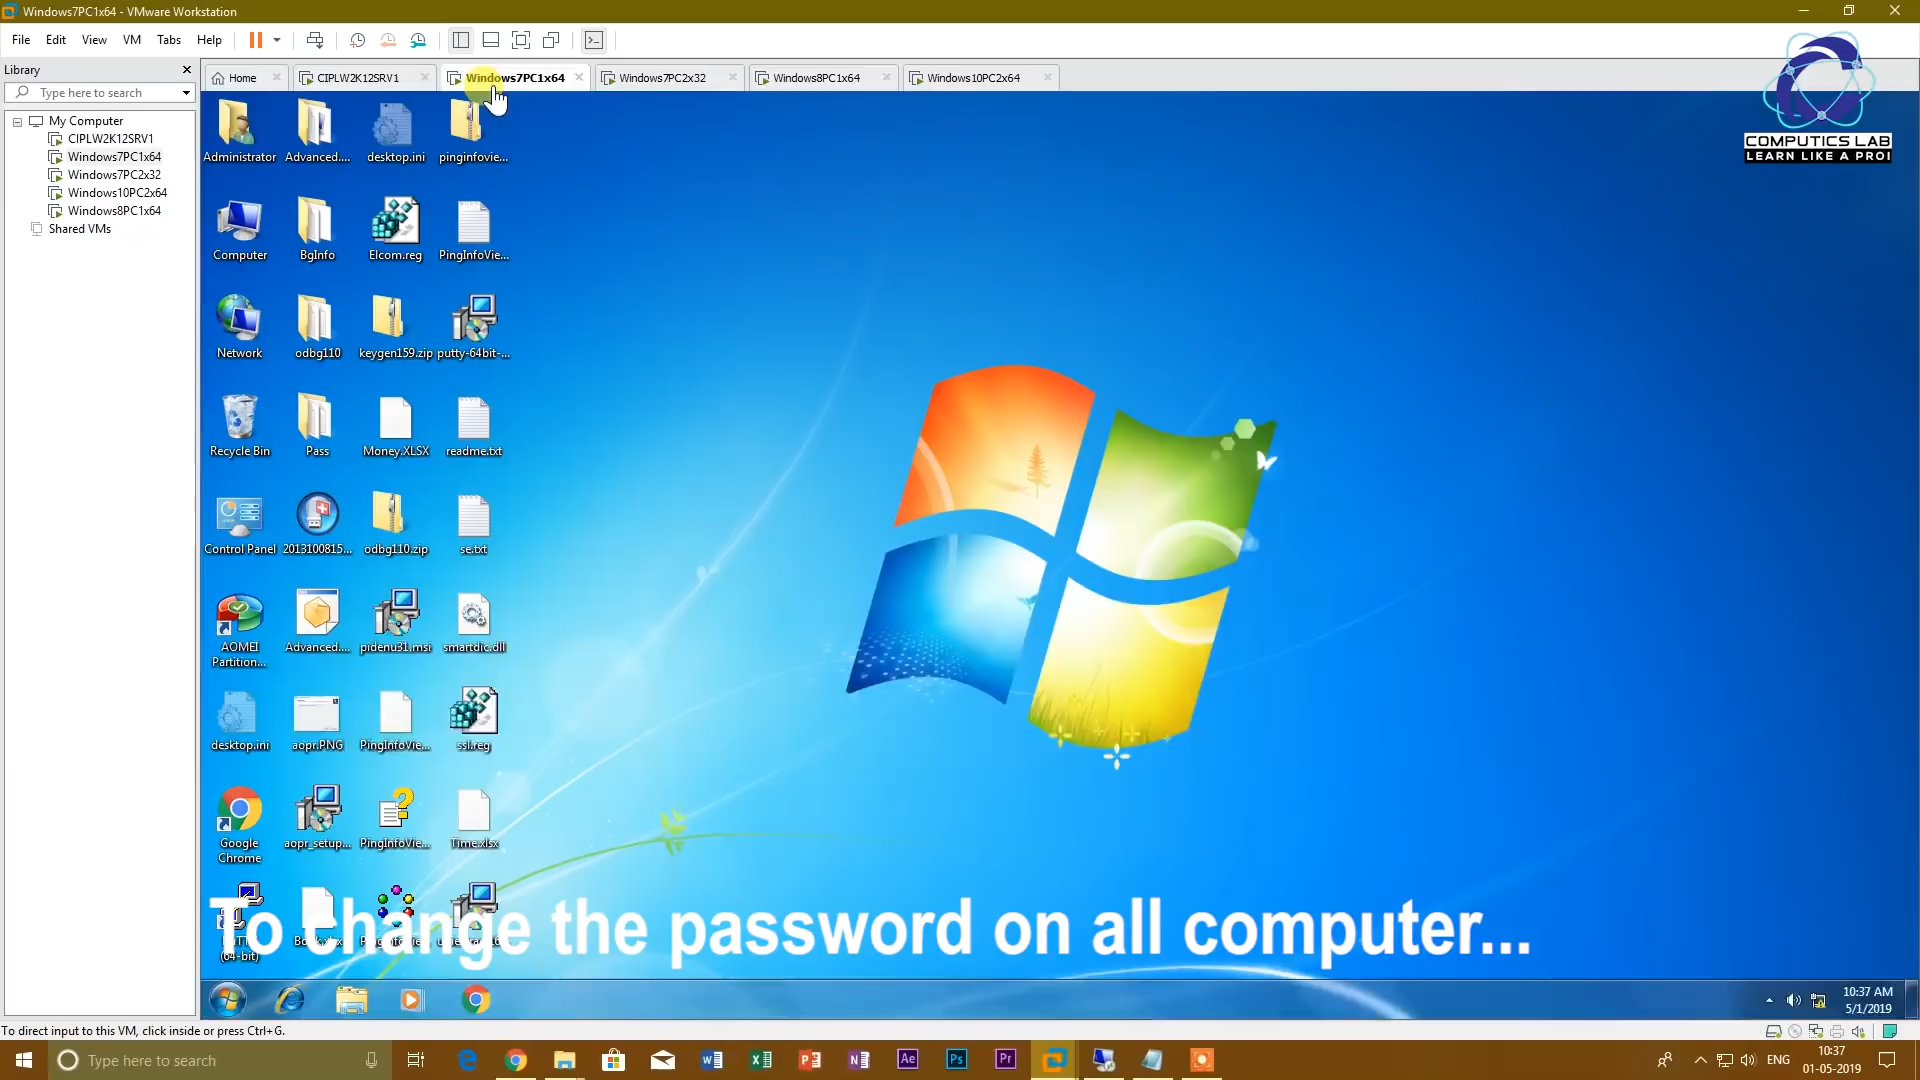 Windows7PC1x64 - VMware Workstation
File Edit View VM Tabs Help
Library
Type here to search
My Computer
CIPLW2K12SRV1
Windows7PC1x64
Windows7PC2x32
Windows10PC2x64
Windows8PC1x64
Shared VMs
Home CIPLW2K12SRV1 Windows7PC1x64 Windows7PC2x32 Windows8PC1x64 Windows10PC2x64
COMPUTICS LAB
LEARN LIKE A PRO!
Administrator Advanced.... desktop.ini pinginfovie...
Computer BgInfo Elcom.reg PingInfoVie...
Network odbg110 keygen159.zip putty-64bit-...
Recycle Bin Pass Money.XLSX readme.txt
Control Panel 2013100815... odbg110.zip se.txt
AOMEI Partition... Advanced.... pidenu31.msi smartdic.dll
desktop.ini aopr.PNG PingInfoVie... ssl.reg
Google Chrome aopr_setup... PingInfoVie... Time.xlsx
(64-bit)
To change the password on all computer...
10:37 AM
5/1/2019
To direct input to this VM, click inside or press Ctrl+G.
Type here to search
ENG
10:37
01-05-2019